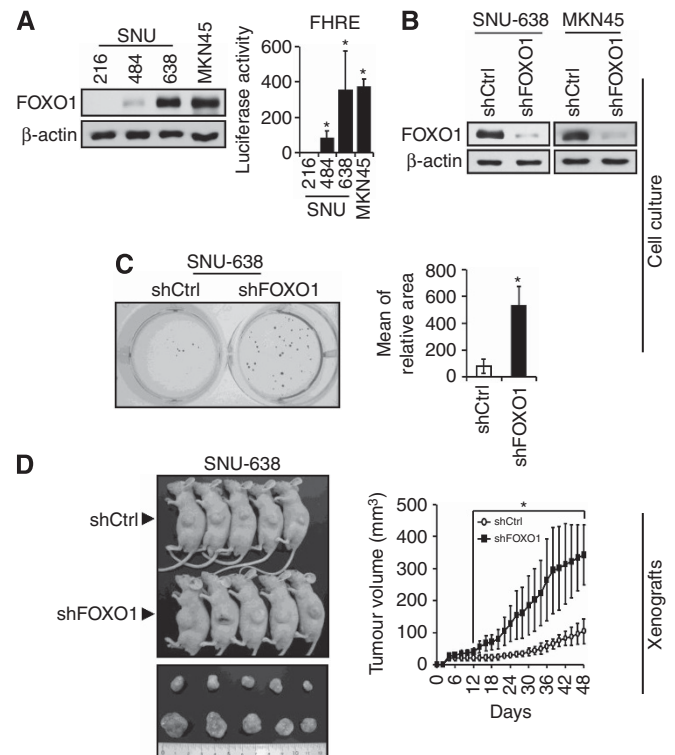 A
SNU
216
484
638
MKN45
FOXO1
β-actin
FHRE
Luciferase activity
600
400
200
0
*
*
*
216
484
638
MKN45
SNU
B
SNU-638
MKN45
shCtrl
shFOXO1
shCtrl
shFOXO1
FOXO1
β-actin
Cell culture
C
SNU-638
shCtrl
shFOXO1
Mean of
relative area
800
600
400
200
0
*
shCtrl
shFOXO1
D
SNU-638
shCtrl
shFOXO1
Tumour volume (mm³)
500
400
300
200
100
0
*
shCtrl
shFOXO1
0 6 12 18 24 30 36 42 48
Days
Xenografts